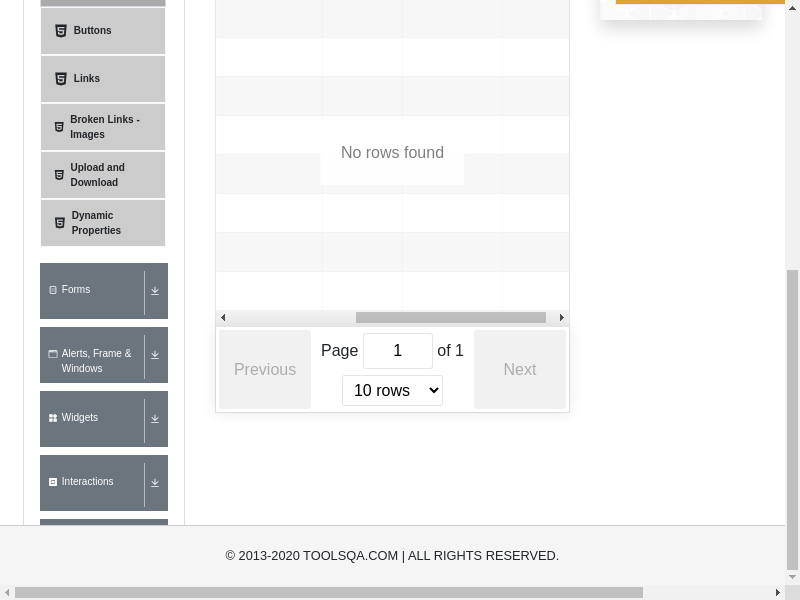 Buttons
Links
Broken Links -
Images
Upload and
Download
Dynamic
Properties
Forms
Alerts, Frame &
Windows
Widgets
Interactions
No rows found
Previous
Page 1 of 1
10 rows
Next
© 2013-2020 TOOLSQA.COM | ALL RIGHTS RESERVED.